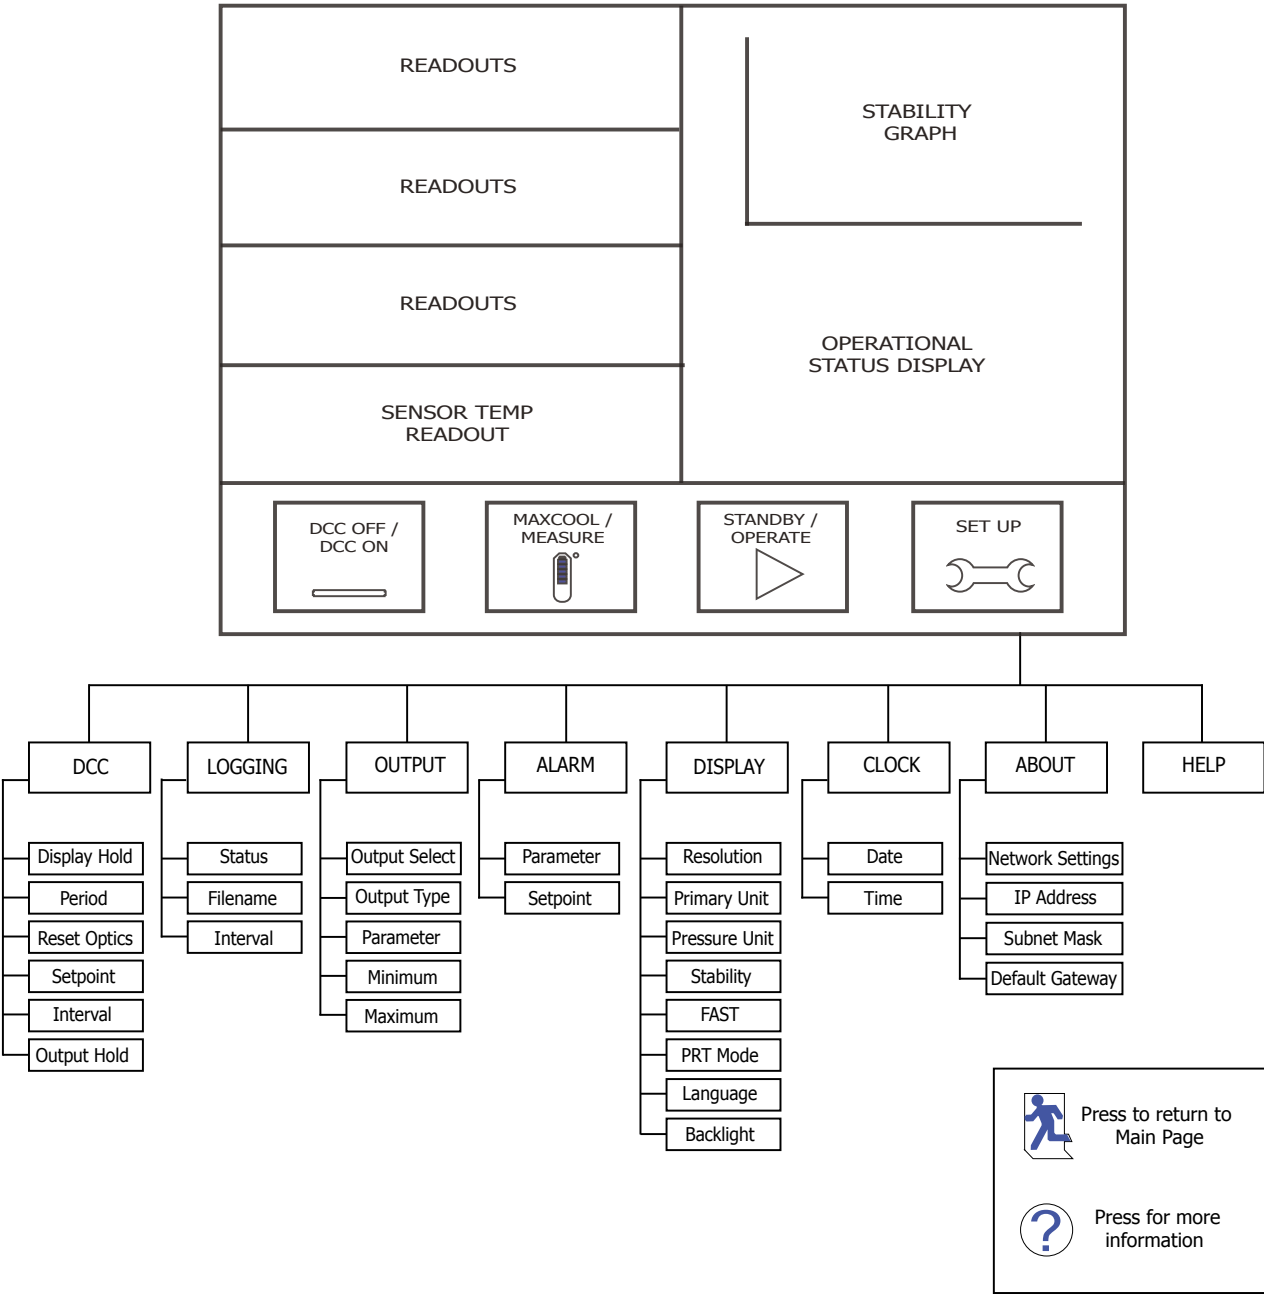 READOUTS
STABILITY
GRAPH
READOUTS
READOUTS
OPERATIONAL
STATUS DISPLAY
SENSOR TEMP
READOUT
DCC OFF /
DCC ON
MAXCOOL /
MEASURE
STANDBY /
OPERATE
SET UP
DCC
Display Hold
Period
Reset Optics
Setpoint
Interval
Output Hold
LOGGING
Status
Filename
Interval
OUTPUT
Output Select
Output Type
Parameter
Minimum
Maximum
ALARM
Parameter
Setpoint
DISPLAY
Resolution
Primary Unit
Pressure Unit
Stability
FAST
PRT Mode
Language
Backlight
CLOCK
Date
Time
ABOUT
Network Settings
IP Address
Subnet Mask
Default Gateway
HELP
Press to return to
Main Page
?
Press for more
information